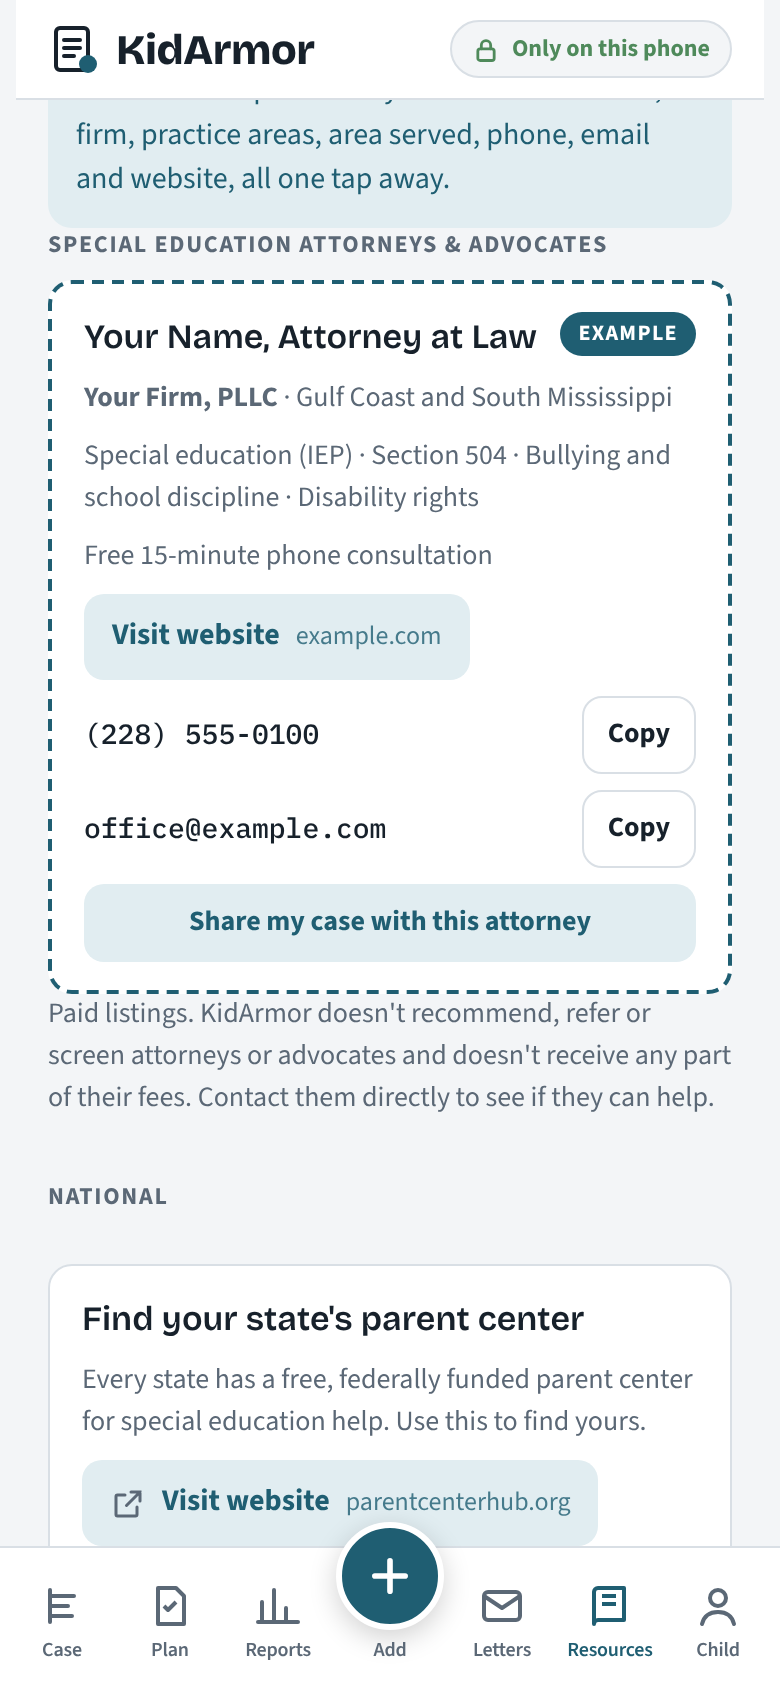 KidArmor
Only on this phone
firm, practice areas, area served, phone, email
and website, all one tap away.
SPECIAL EDUCATION ATTORNEYS & ADVOCATES
Your Name, Attorney at Law
EXAMPLE
Your Firm, PLLC · Gulf Coast and South Mississippi
Special education (IEP) · Section 504 · Bullying and
school discipline · Disability rights
Free 15-minute phone consultation
Visit website example.com
(228) 555-0100
Copy
office@example.com
Copy
Share my case with this attorney
Paid listings. KidArmor doesn't recommend, refer or
screen attorneys or advocates and doesn't receive any part
of their fees. Contact them directly to see if they can help.
NATIONAL
Find your state's parent center
Every state has a free, federally funded parent center
for special education help. Use this to find yours.
Visit website parentcenterhub.org
Case
Plan
Reports
Add
Letters
Resources
Child